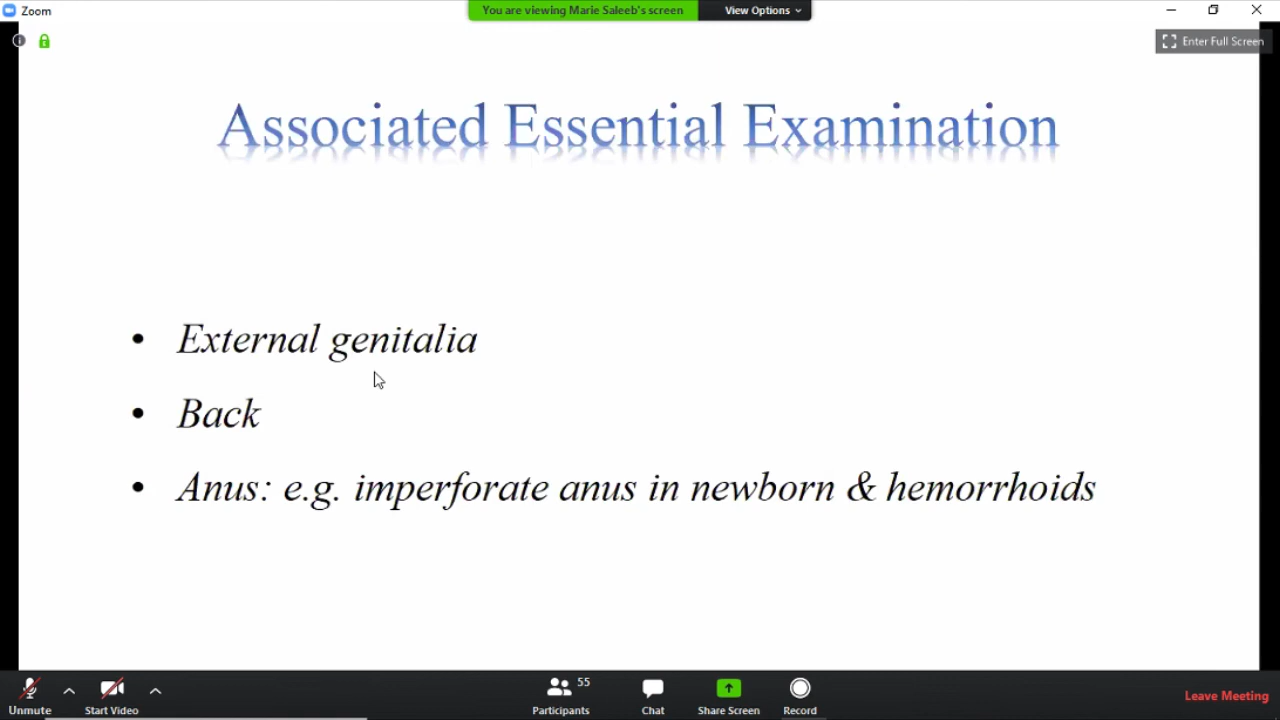 Zoom
You are viewing Marie Saleeb's screen
View Options
Enter Full Screen
Associated Essential Examination
• External genitalia
• Back
• Anus: e.g. imperforate anus in newborn & hemorrhoids
Unmute
Start Video
55
Participants
Chat
Share Screen
Record
Leave Meeting